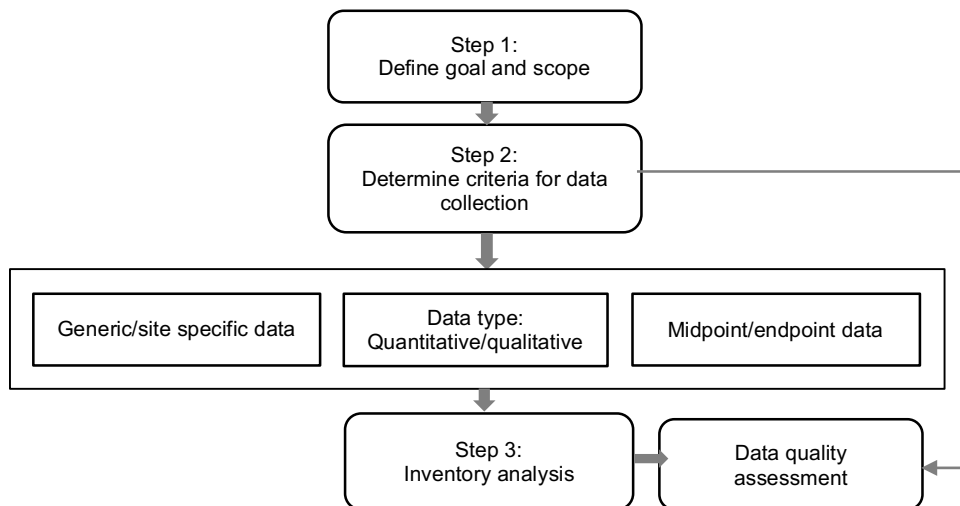 Step 1:
Define goal and scope
Step 2:
Determine criteria for data
collection
Generic/site specific data
Data type:
Quantitative/qualitative
Midpoint/endpoint data
Step 3:
Inventory analysis
Data quality
assessment